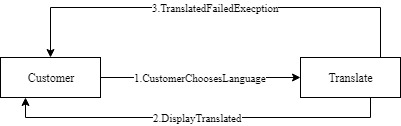 3.TranslatedFailedExecption
Customer
1.CustomerChoosesLanguage
Translate
2.DisplayTranslated